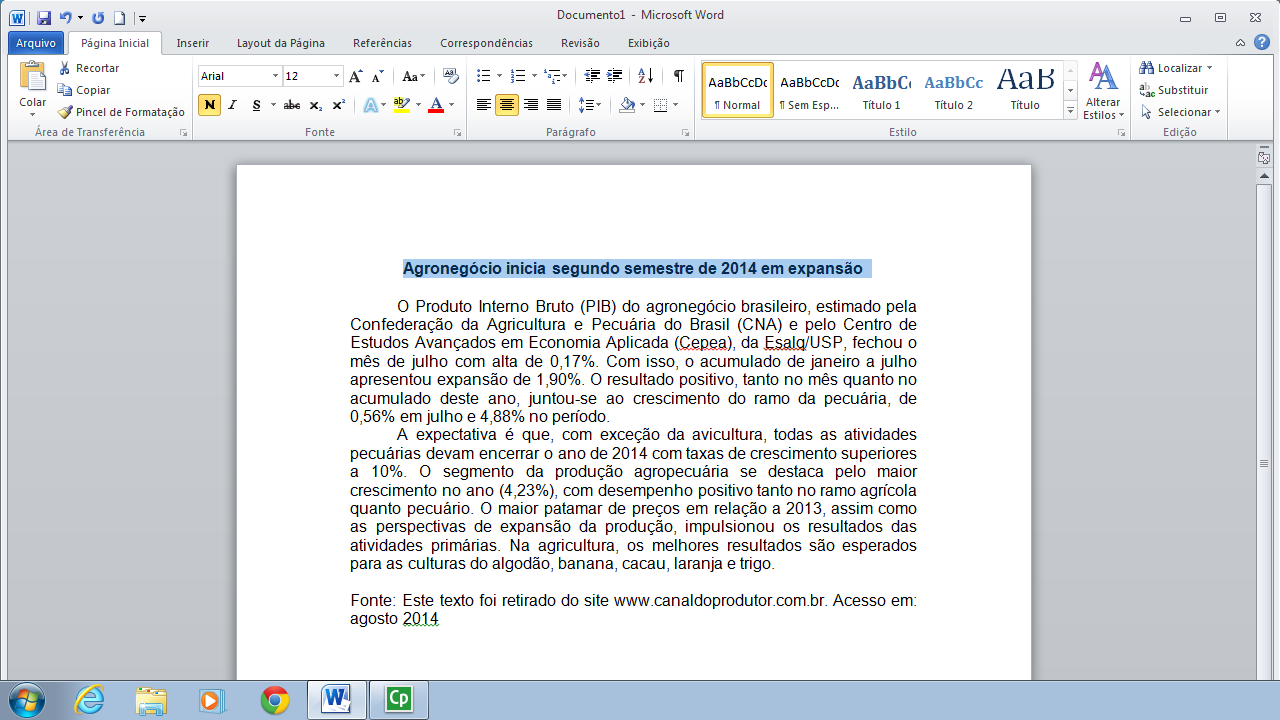 Documento1 - Microsoft Word
Arquivo Página Inicial Inserir Layout da Página Referências Correspondências Revisão Exibição
Colar
Recortar
Copiar
Pincel de Formatação
Área de Transferência
Arial 12
N I S abc x₂ x² A ab A
A A Aa
Fonte
Parágrafo
AaBbCcDc AaBbCcDc AaBbCc AaBbCc AaB
¶ Normal ¶ Sem Esp... Título 1 Título 2 Título
Alterar Estilos
Estilo
Localizar
Substituir
Selecionar
Edição
Agronegócio inicia segundo semestre de 2014 em expansão
O Produto Interno Bruto (PIB) do agronegócio brasileiro, estimado pela
Confederação da Agricultura e Pecuária do Brasil (CNA) e pelo Centro de
Estudos Avançados em Economia Aplicada (Cepea), da Esalq/USP, fechou o
mês de julho com alta de 0,17%. Com isso, o acumulado de janeiro a julho
apresentou expansão de 1,90%. O resultado positivo, tanto no mês quanto no
acumulado deste ano, juntou-se ao crescimento do ramo da pecuária, de
0,56% em julho e 4,88% no período.
A expectativa é que, com exceção da avicultura, todas as atividades
pecuárias devam encerrar o ano de 2014 com taxas de crescimento superiores
a 10%. O segmento da produção agropecuária se destaca pelo maior
crescimento no ano (4,23%), com desempenho positivo tanto no ramo agrícola
quanto pecuário. O maior patamar de preços em relação a 2013, assim como
as perspectivas de expansão da produção, impulsionou os resultados das
atividades primárias. Na agricultura, os melhores resultados são esperados
para as culturas do algodão, banana, cacau, laranja e trigo.
Fonte: Este texto foi retirado do site www.canaldoprodutor.com.br. Acesso em:
agosto 2014
Cp